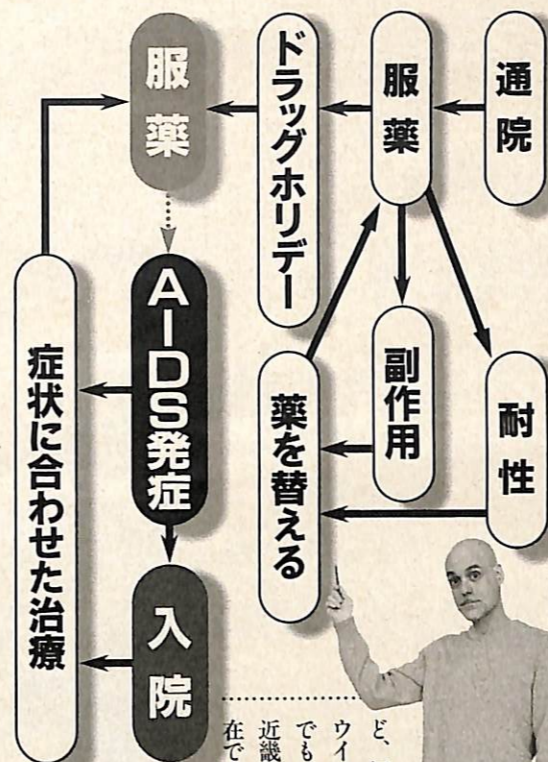 通院
服薬
ドラッグホリデー
服薬
耐性
副作用
薬を替える
AIDS発症
入院
症状に合わせた治療
ど、
ウイ
でも
近畿
在で